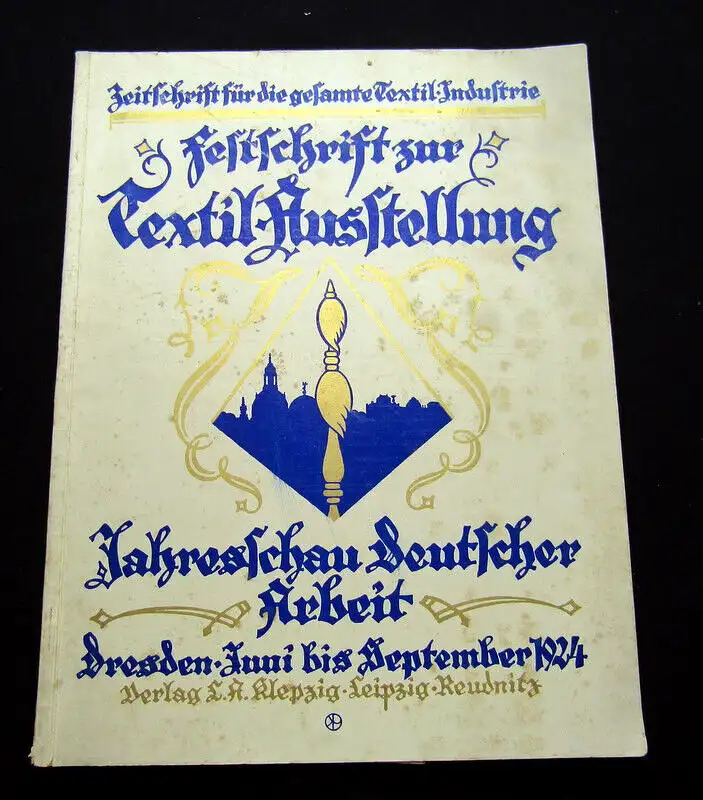 Zeitschrift für die gesamte Textil·Industrie
Festschrift zur
Textil·Ausstellung
Jahresschau Deutscher
Arbeit
Dresden·Juni bis September 1924
Verlag L.A. Klepzig·Leipzig·Reudnitz